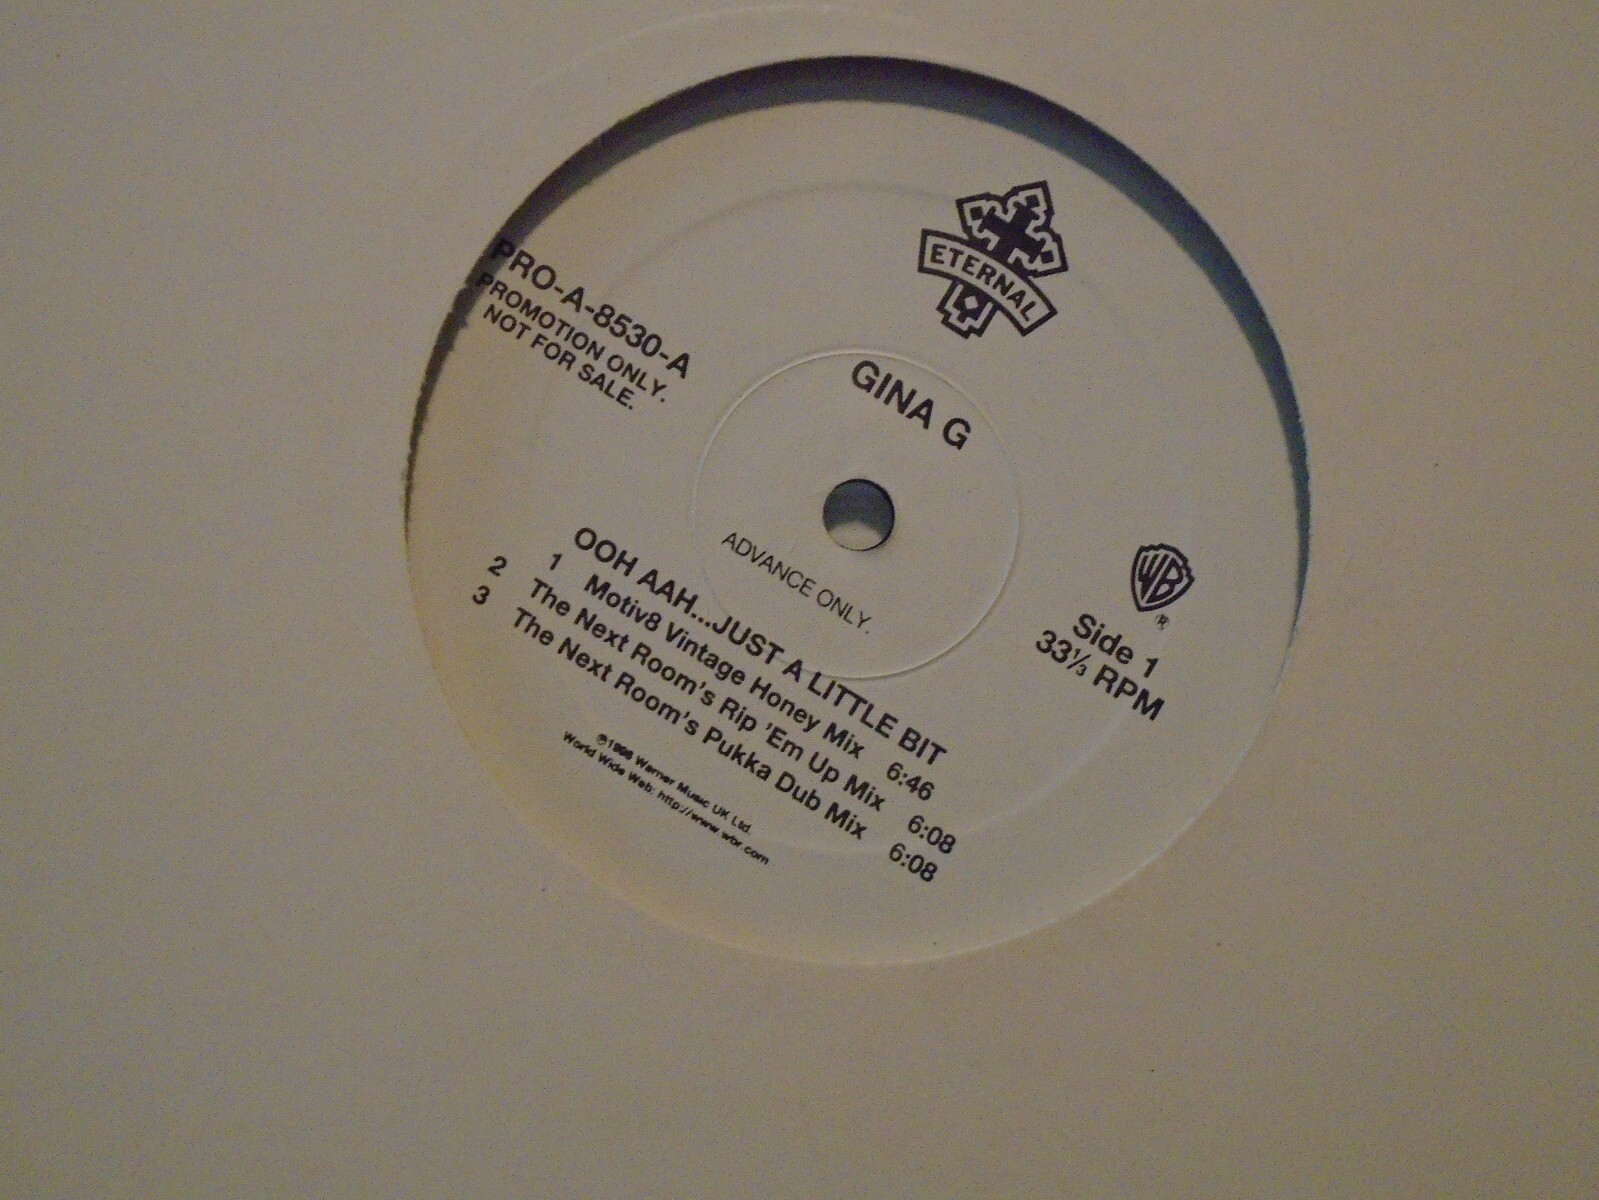 ETERNAL
PRO-A-8530-A
PROMOTION ONLY.
NOT FOR SALE.
GINA G
ADVANCE ONLY.
WB
®
Side 1
33⅓ RPM
OOH AAH...JUST A LITTLE BIT
1 Motiv8 Vintage Honey Mix 6:46
2 The Next Room's Rip 'Em Up Mix 6:08
3 The Next Room's Pukka Dub Mix 6:08
℗1996 Warner Music UK Ltd.
World Wide Web: http://www.wbr.com